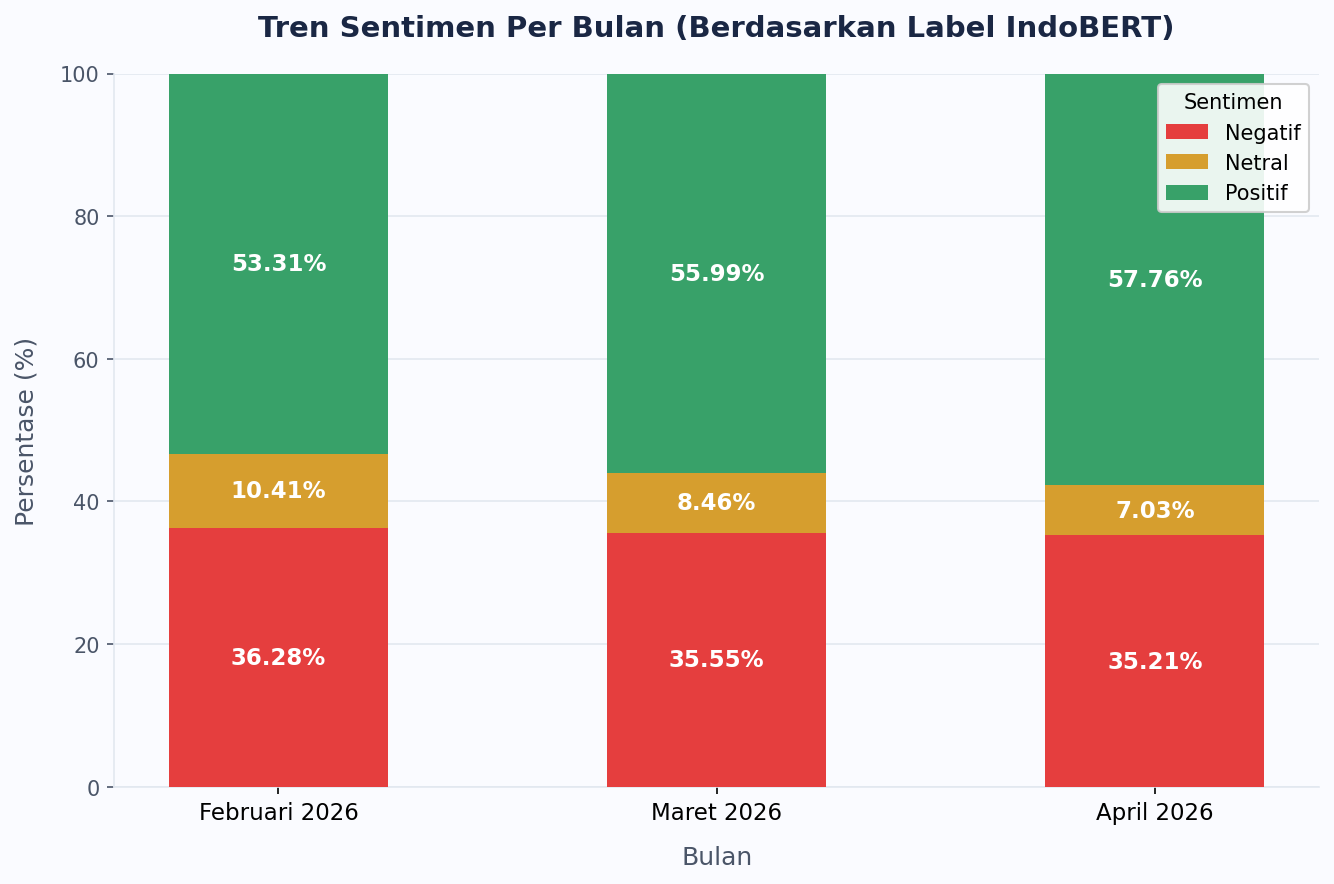 Tren Sentimen Per Bulan (Berdasarkan Label IndoBERT)
Persentase (%)
100
80
60
40
20
0
Sentimen
Negatif
Netral
Positif
53.31%
10.41%
36.28%
55.99%
8.46%
35.55%
57.76%
7.03%
35.21%
Februari 2026
Maret 2026
April 2026
Bulan